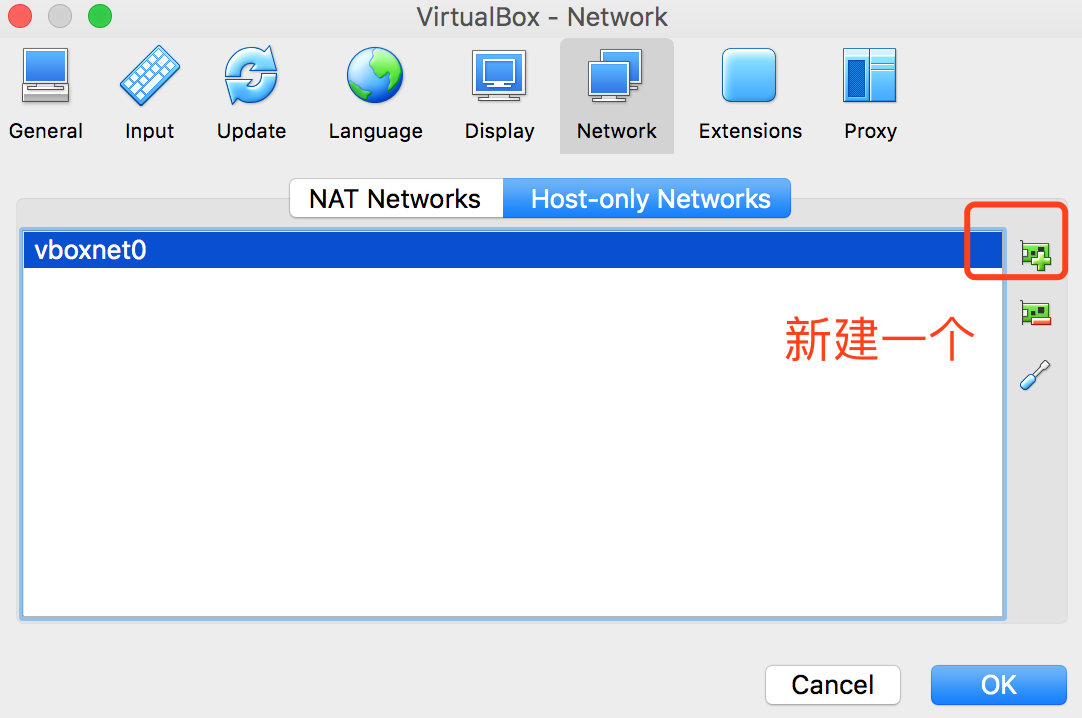 VirtualBox - Network
General
Input
Update
Language
Display
Network
Extensions
Proxy
NAT Networks
Host-only Networks
vboxnet0
新建一个
Cancel
OK